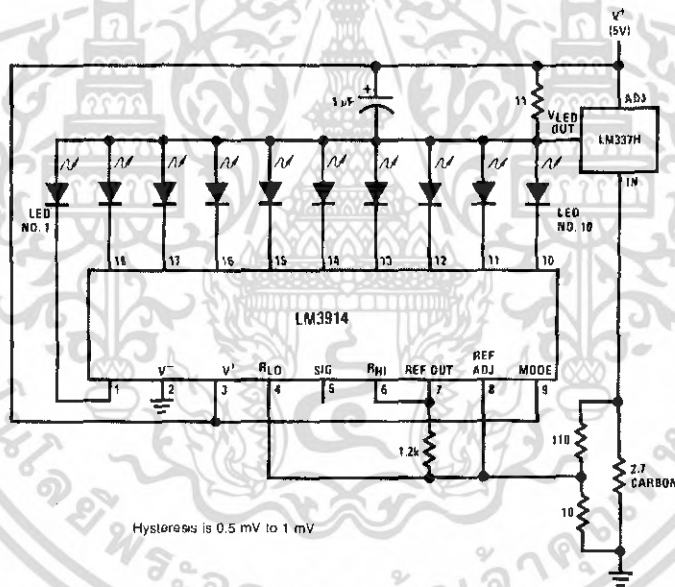 V+
(5V)
ADJ
11
VLED
OUT
LM337H
IN
LED
NO. 1
LED
NO. 10
18
17
16
15
14
13
12
11
10
LM3914
V−
V+
RLO
SIG
RHI
REF OUT
REF
ADJ
MODE
1
2
3
4
5
6
7
8
9
1.2k
10
2.7
CARBON
Hysteresis is 0.5 mV to 1 mV